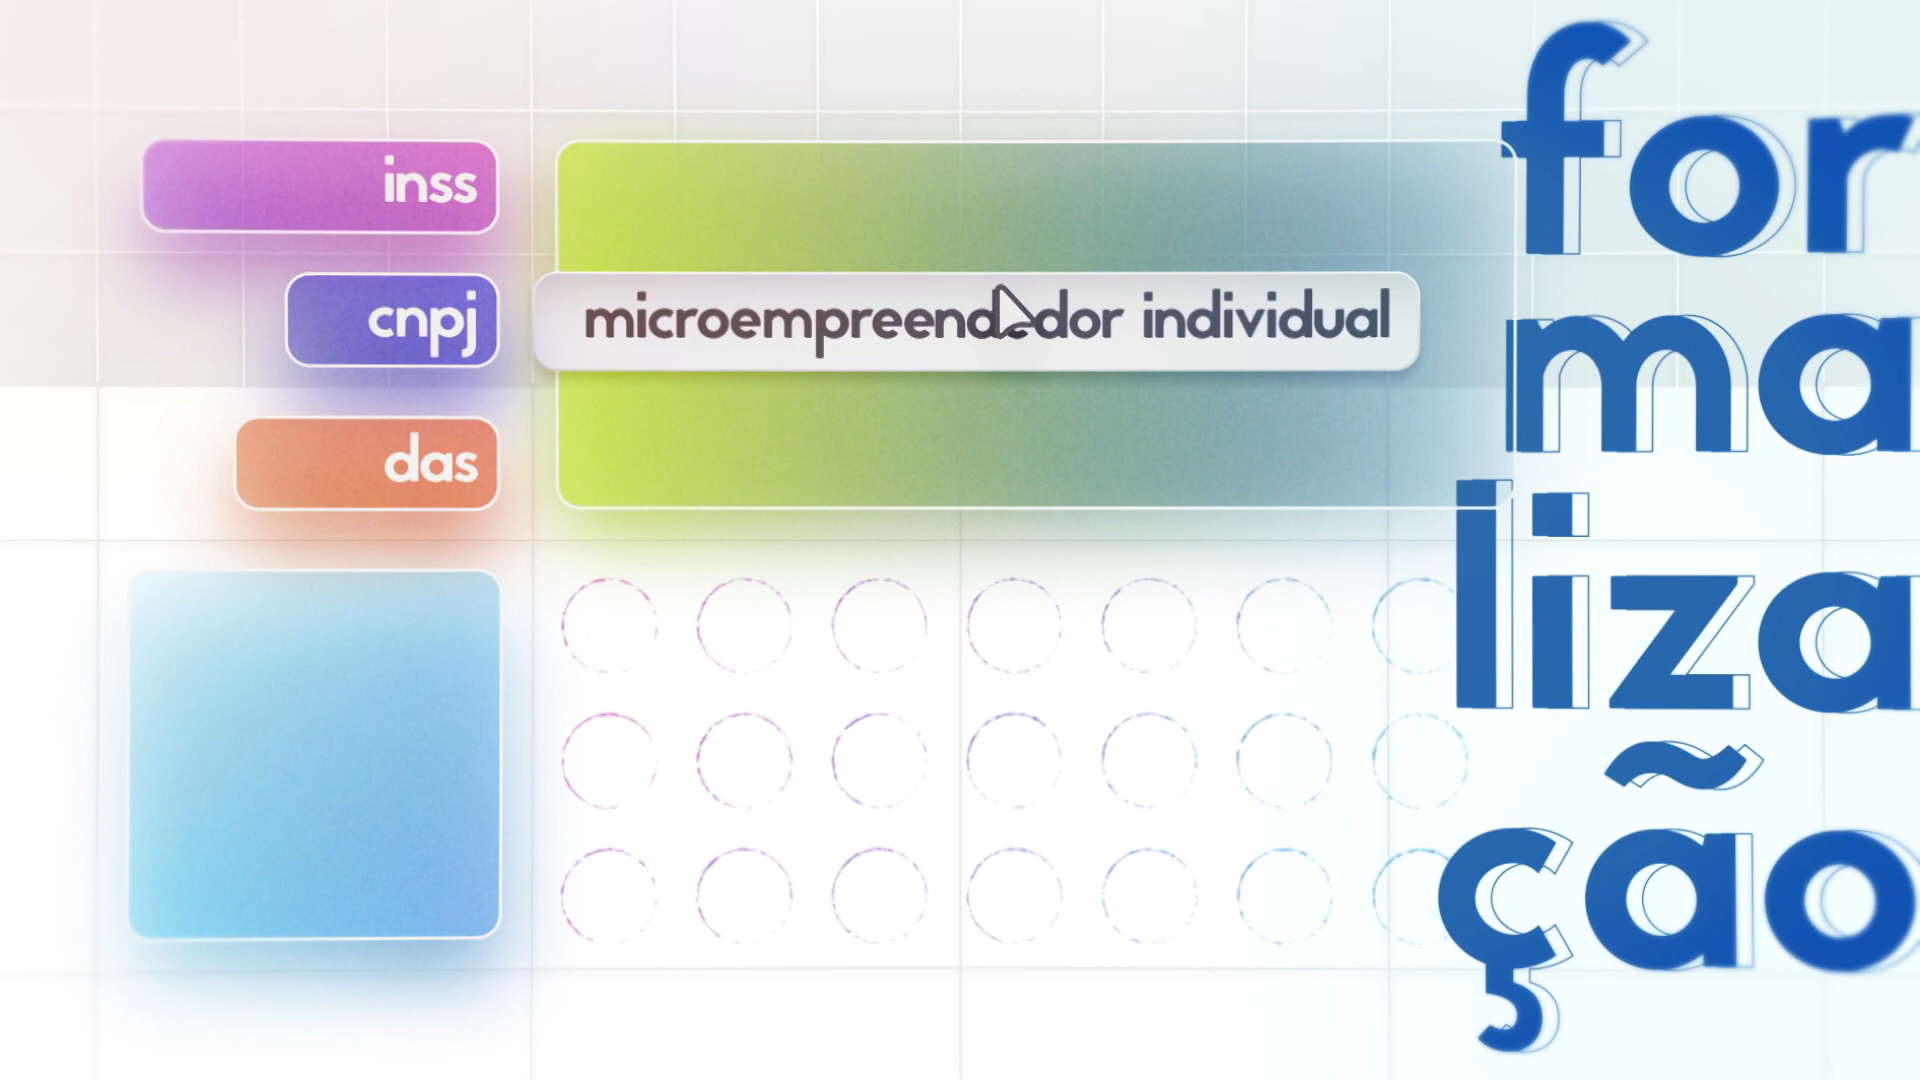 inss
cnpj
das
microempreendedor individual
for
ma
liza
ção